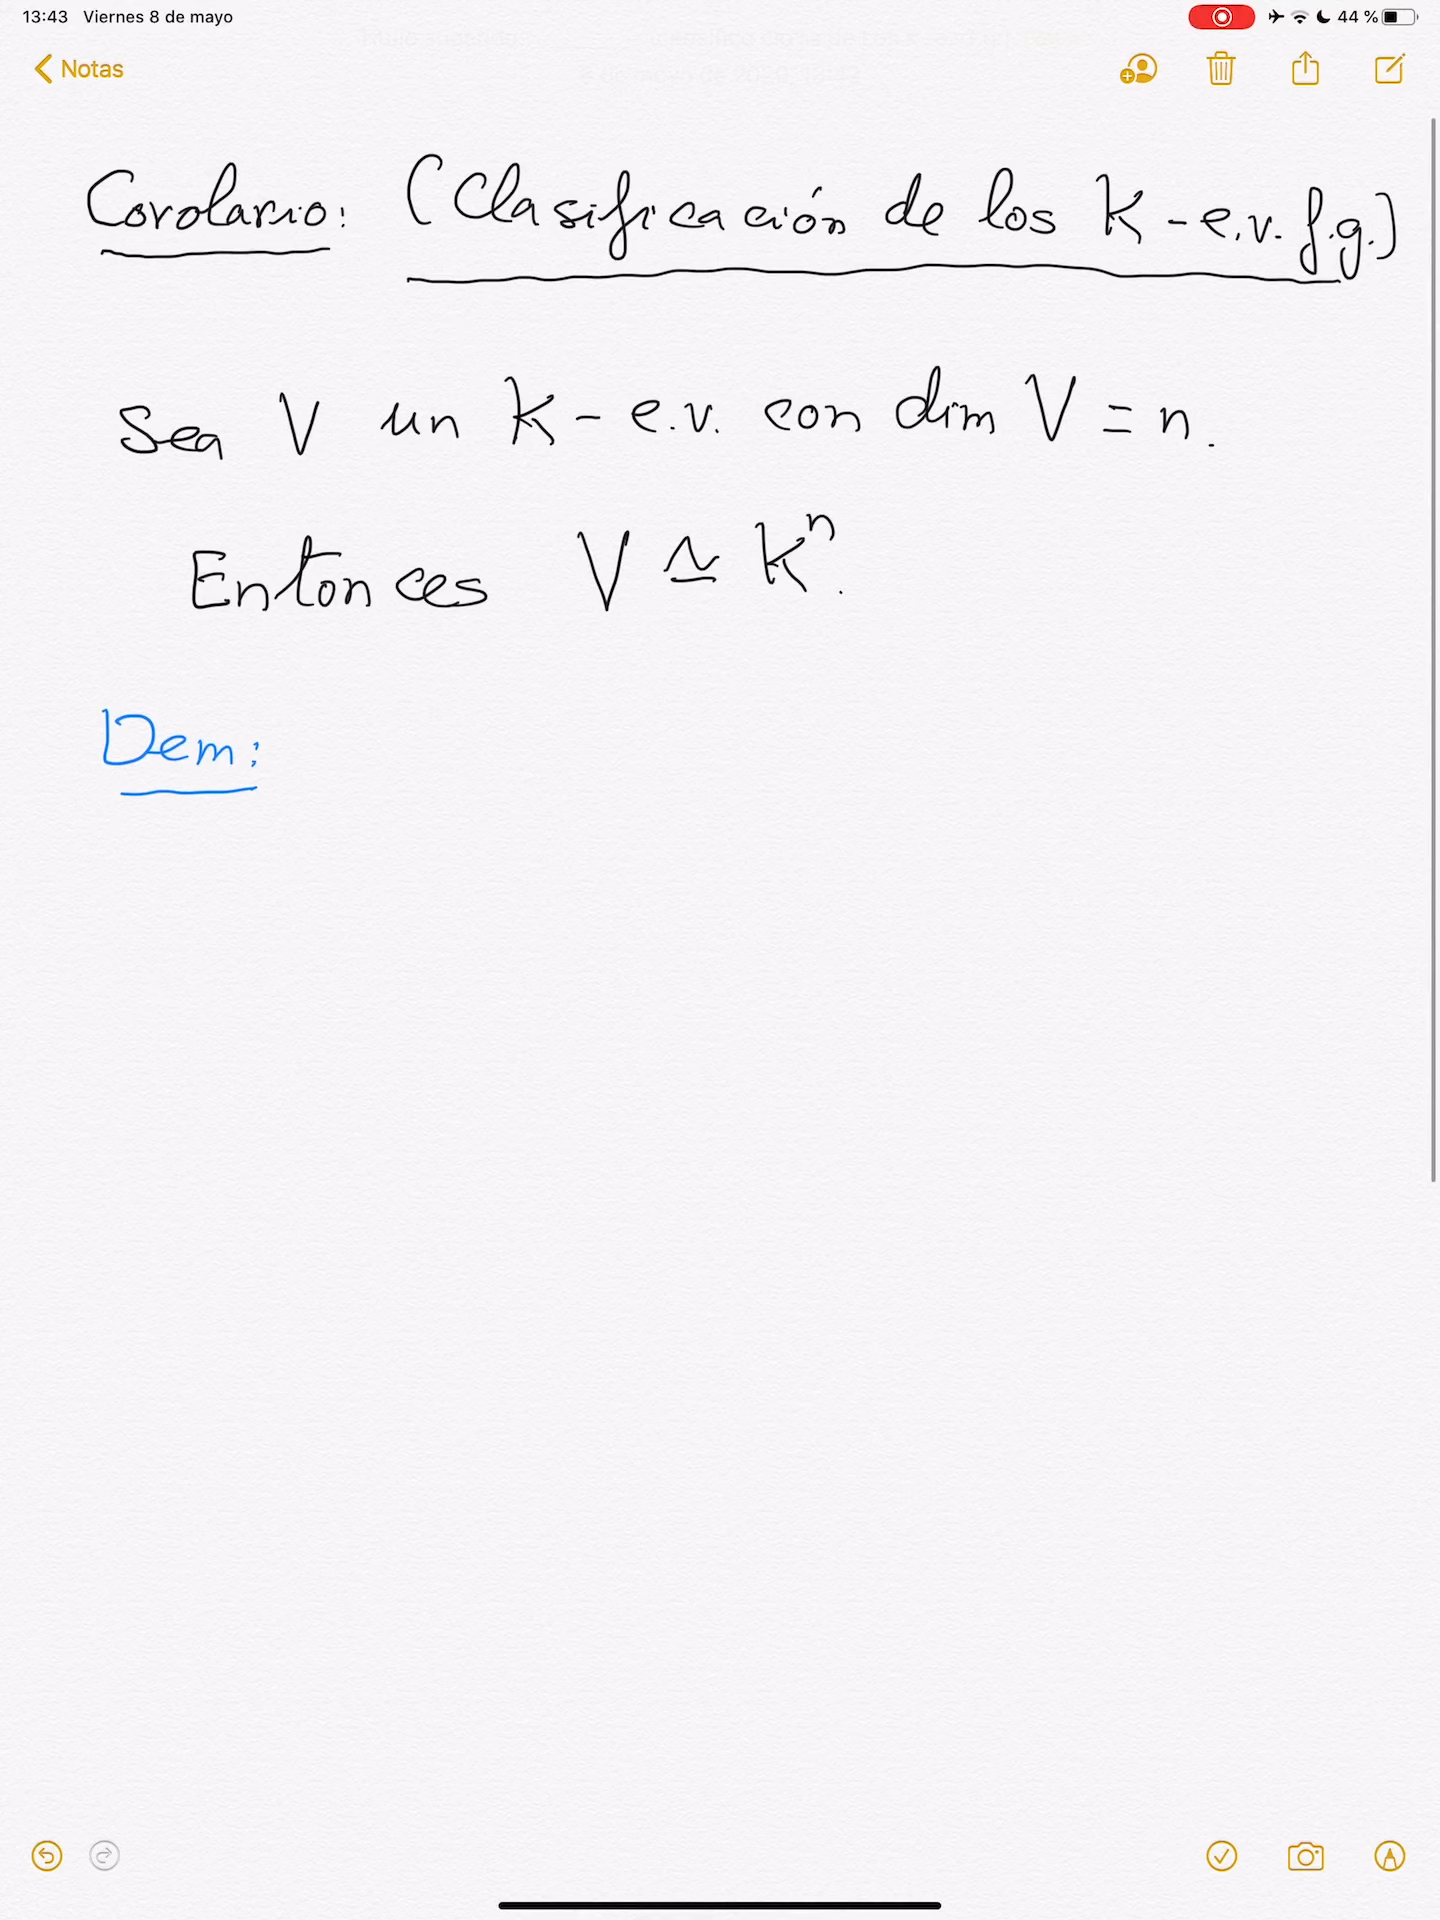 13:43 Viernes 8 de mayo 44 %
Notas
Corolario: (Clasificación de los K-e.v. f.g.)
Sea V un K-e.v. con dim V = n.
Entonces V ≃ Kⁿ.
Dem: